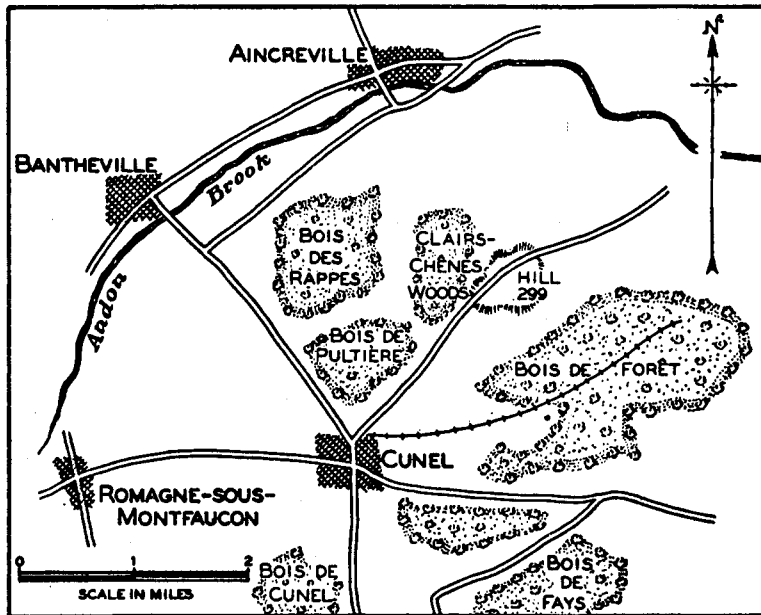 AINCREVILLE
N
BANTHEVILLE
Brook
Andon
BOIS
DES
RAPPES
CLAIRS-
CHÊNES
WOODS
HILL
299
BOIS DE
PULTIÈRE
BOIS DE FORÊT
CUNEL
ROMAGNE-SOUS-
MONTFAUCON
0 1 2
SCALE IN MILES
BOIS DE
CUNEL
BOIS
DE
FAYS